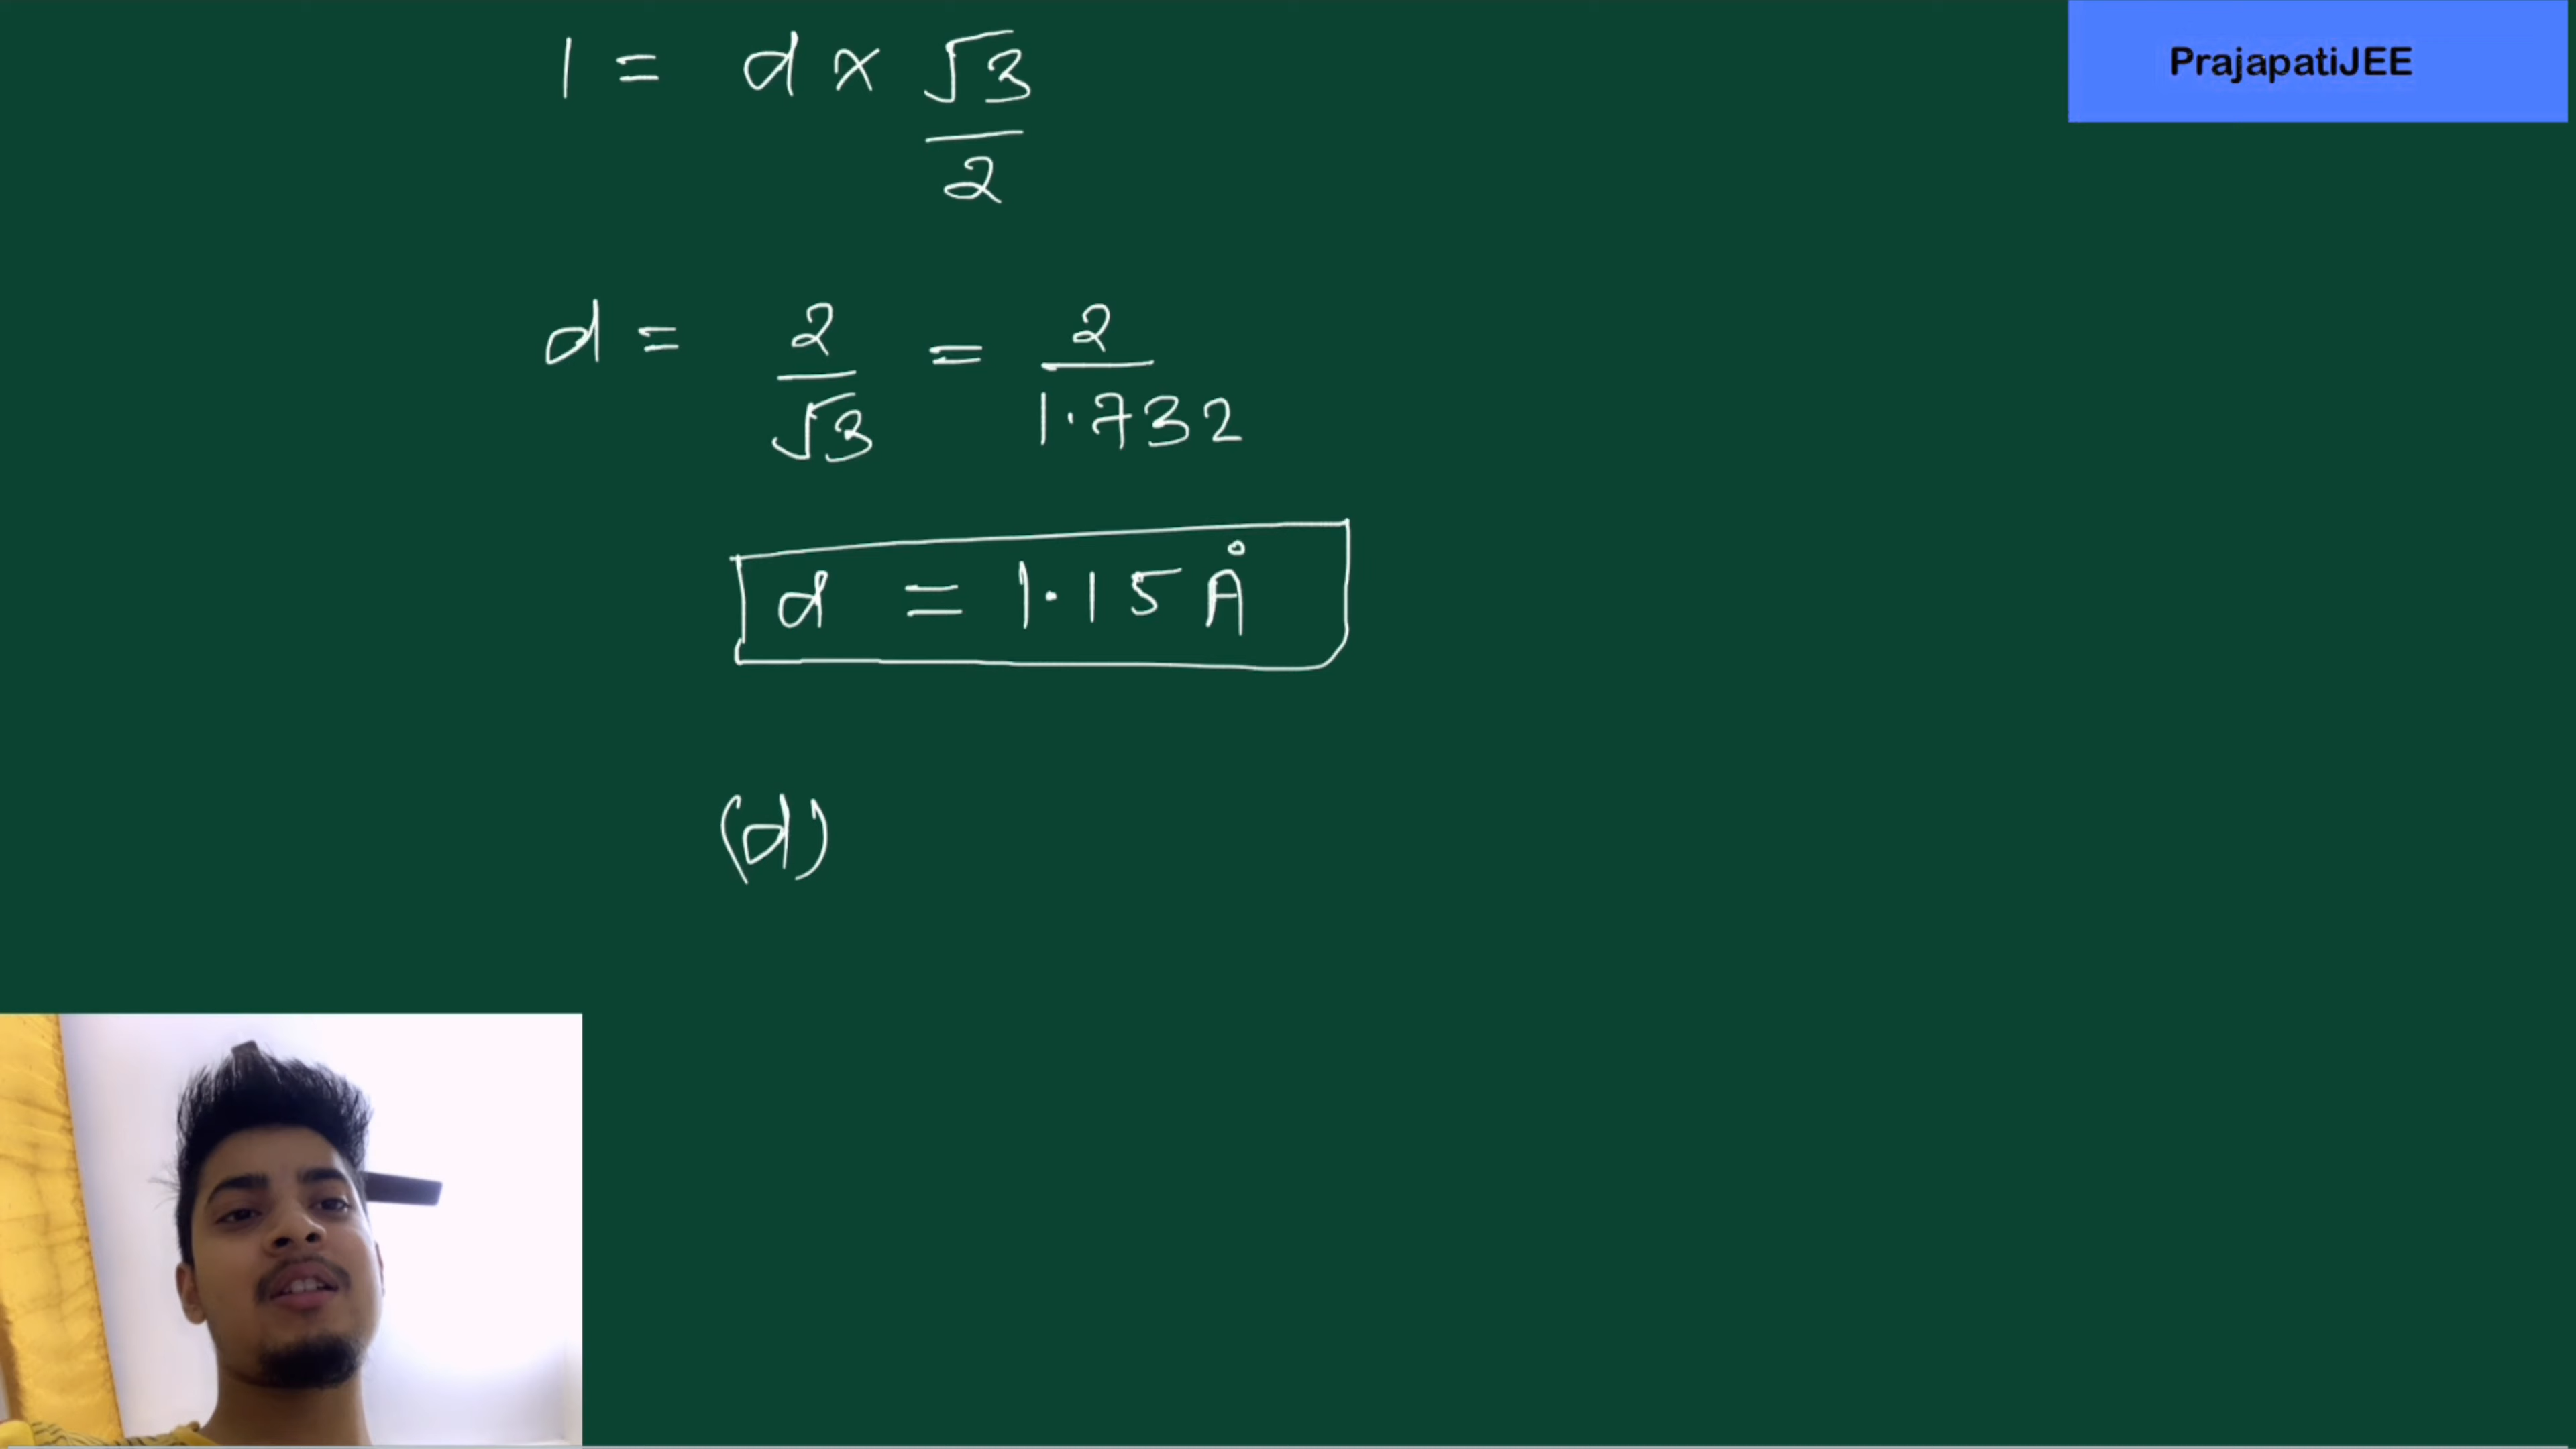 PrajapatiJEE
1 = d × √3/2
d = 2/√3 = 2/1.732
d = 1.15 Å
(d)